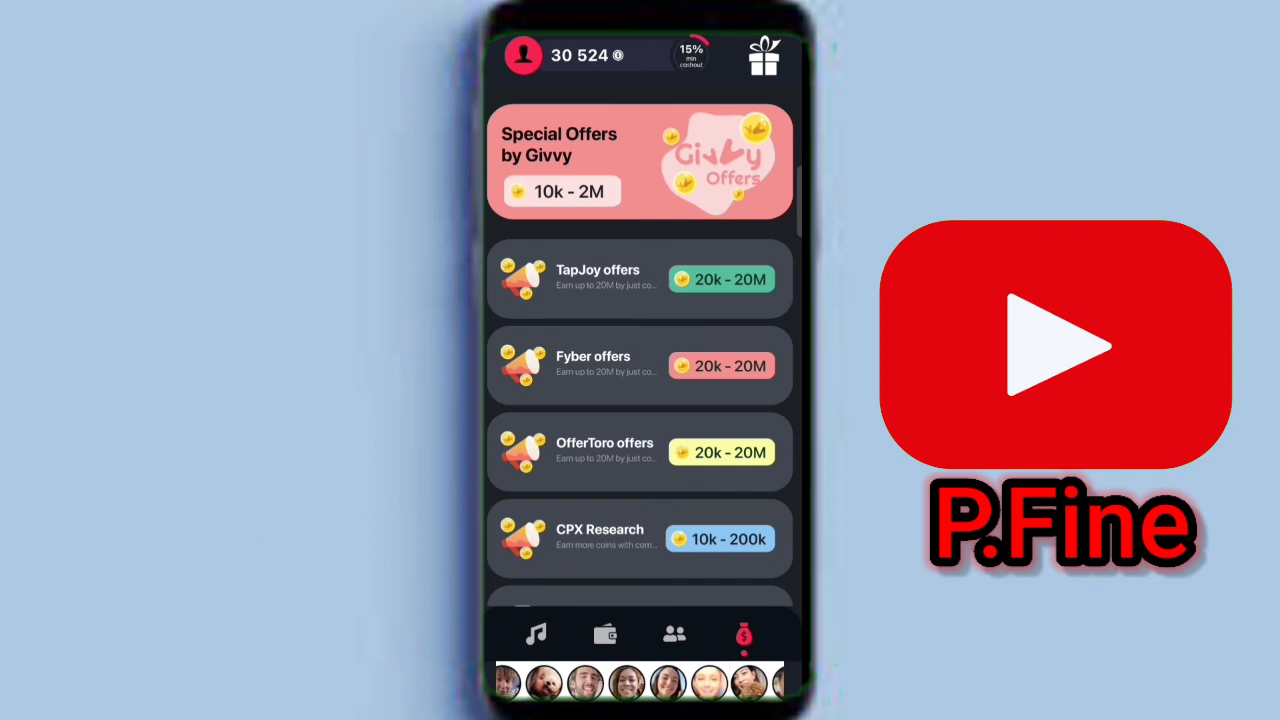 30 524
15%
min
cashout
Special Offers
by Givvy
10k - 2M
Givvy
Offers
TapJoy offers
Earn up to 20M by just co...
20k - 20M
Fyber offers
Earn up to 20M by just co...
20k - 20M
OfferToro offers
Earn up to 20M by just co...
20k - 20M
CPX Research
Earn more coins with com...
10k - 200k
P.Fine